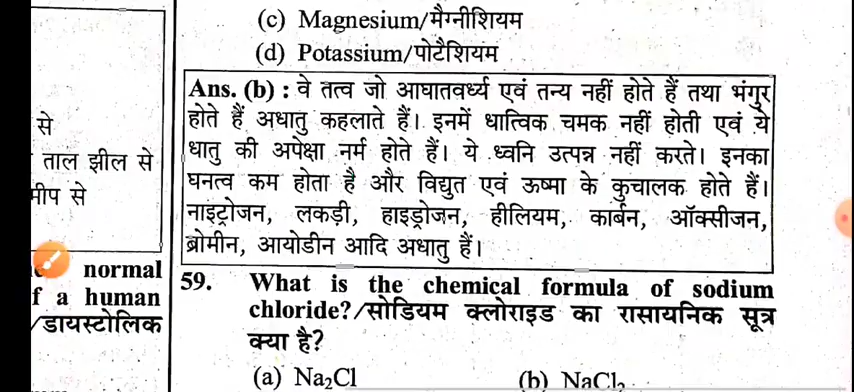 (c) Magnesium/मैग्नीशियम
(d) Potassium/पोटैशियम
Ans. (b) : वे तत्व जो आघातवर्ध्य एवं तन्य नहीं होते हैं तथा भंगुर
होते हैं अधातु कहलाते हैं। इनमें धात्विक चमक नहीं होती एवं ये
धातु की अपेक्षा नर्म होते हैं। ये ध्वनि उत्पन्न नहीं करते। इनका
घनत्व कम होता है और विद्युत एवं ऊष्मा के कुचालक होते हैं।
नाइट्रोजन, लकड़ी, हाइड्रोजन, हीलियम, कार्बन, ऑक्सीजन,
ब्रोमीन, आयोडीन आदि अधातु हैं।
59. What is the chemical formula of sodium
chloride?/सोडियम क्लोराइड का रासायनिक सूत्र
क्या है?
(a) Na₂Cl (b) NaCl₂
से
ताल झील से
मीप से
normal
f a human
/डायस्टोलिक